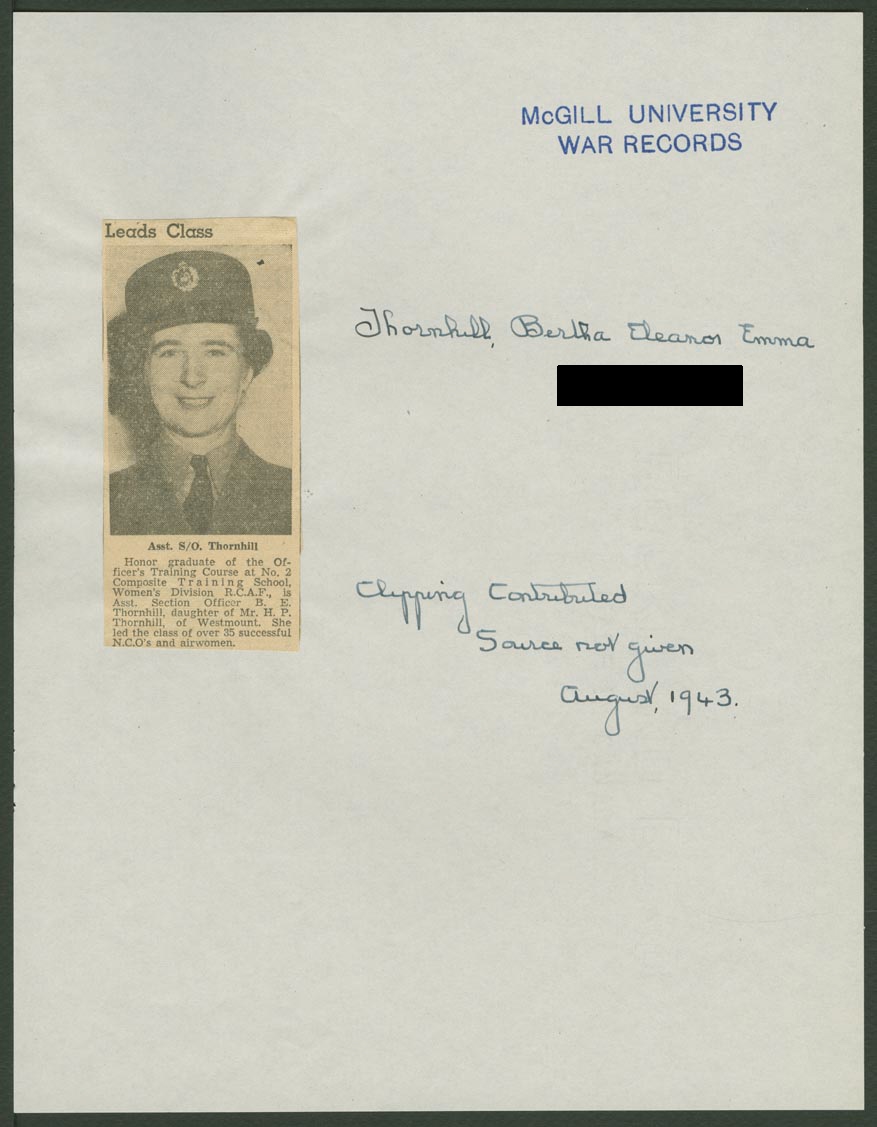 McGILL UNIVERSITY
WAR RECORDS
Leads Class
Asst. S/O. Thornhill
Honor graduate of the Of-
ficer's Training Course at No. 2
Composite Training School,
Women's Division R.C.A.F., is
Asst. Section Officer B. E.
Thornhill, daughter of Mr. H. P.
Thornhill, of Westmount. She
led the class of over 35 successful
N.C.O's and airwomen.
Thornhill, Bertha Eleanor Emma
Clipping Contributed
Source not given
August, 1943.